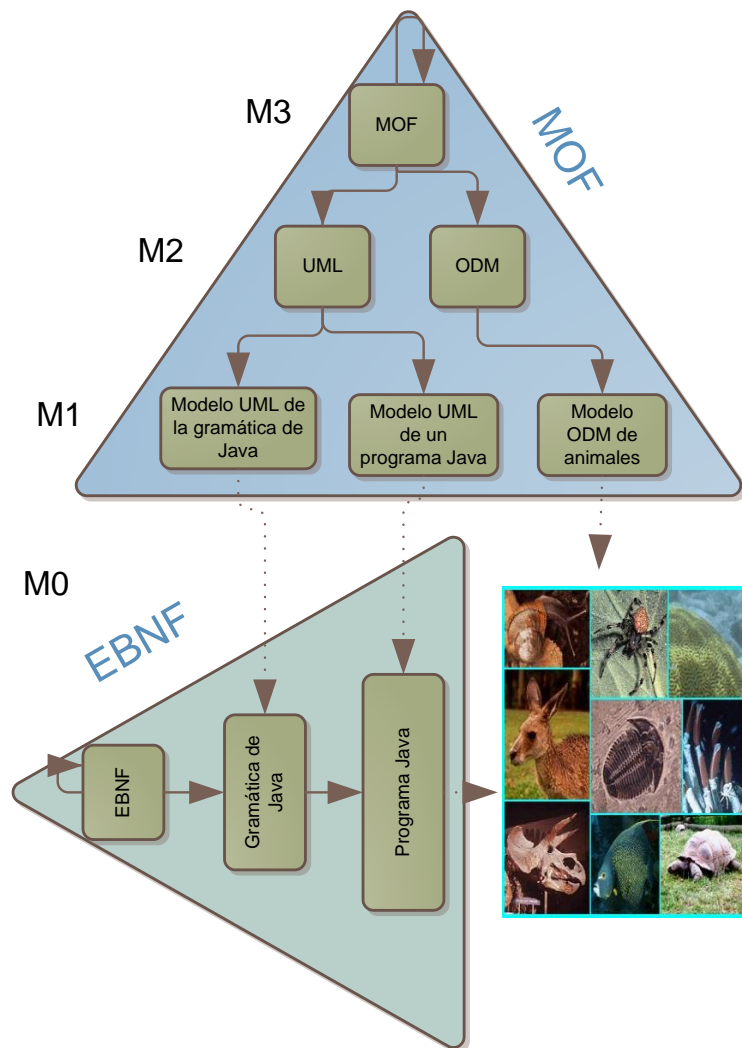 M3
MOF
MOF
M2
UML
ODM
M1
Modelo UML de
la gramática de
Java
Modelo UML
de un
programa Java
Modelo
ODM de
animales
M0
EBNF
EBNF
Gramática de
Java
Programa Java